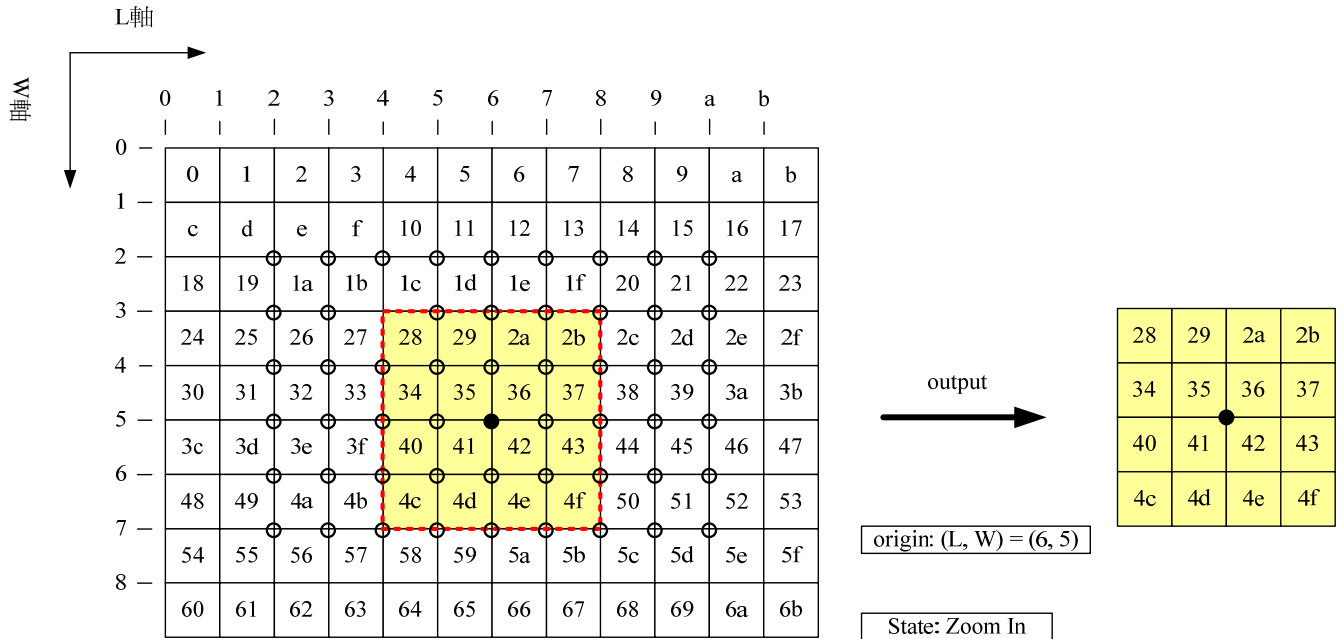 L軸
W軸
0 1 2 3 4 5 6 7 8 9 a b
0 0 1 2 3 4 5 6 7 8 9 a b
1 c d e f 10 11 12 13 14 15 16 17
2 18 19 1a 1b 1c 1d 1e 1f 20 21 22 23
3 24 25 26 27 28 29 2a 2b 2c 2d 2e 2f
4 30 31 32 33 34 35 36 37 38 39 3a 3b
5 3c 3d 3e 3f 40 41 42 43 44 45 46 47
6 48 49 4a 4b 4c 4d 4e 4f 50 51 52 53
7 54 55 56 57 58 59 5a 5b 5c 5d 5e 5f
8 60 61 62 63 64 65 66 67 68 69 6a 6b
output
28 29 2a 2b
34 35 36 37
40 41 42 43
4c 4d 4e 4f
origin: (L, W) = (6, 5)
State: Zoom In